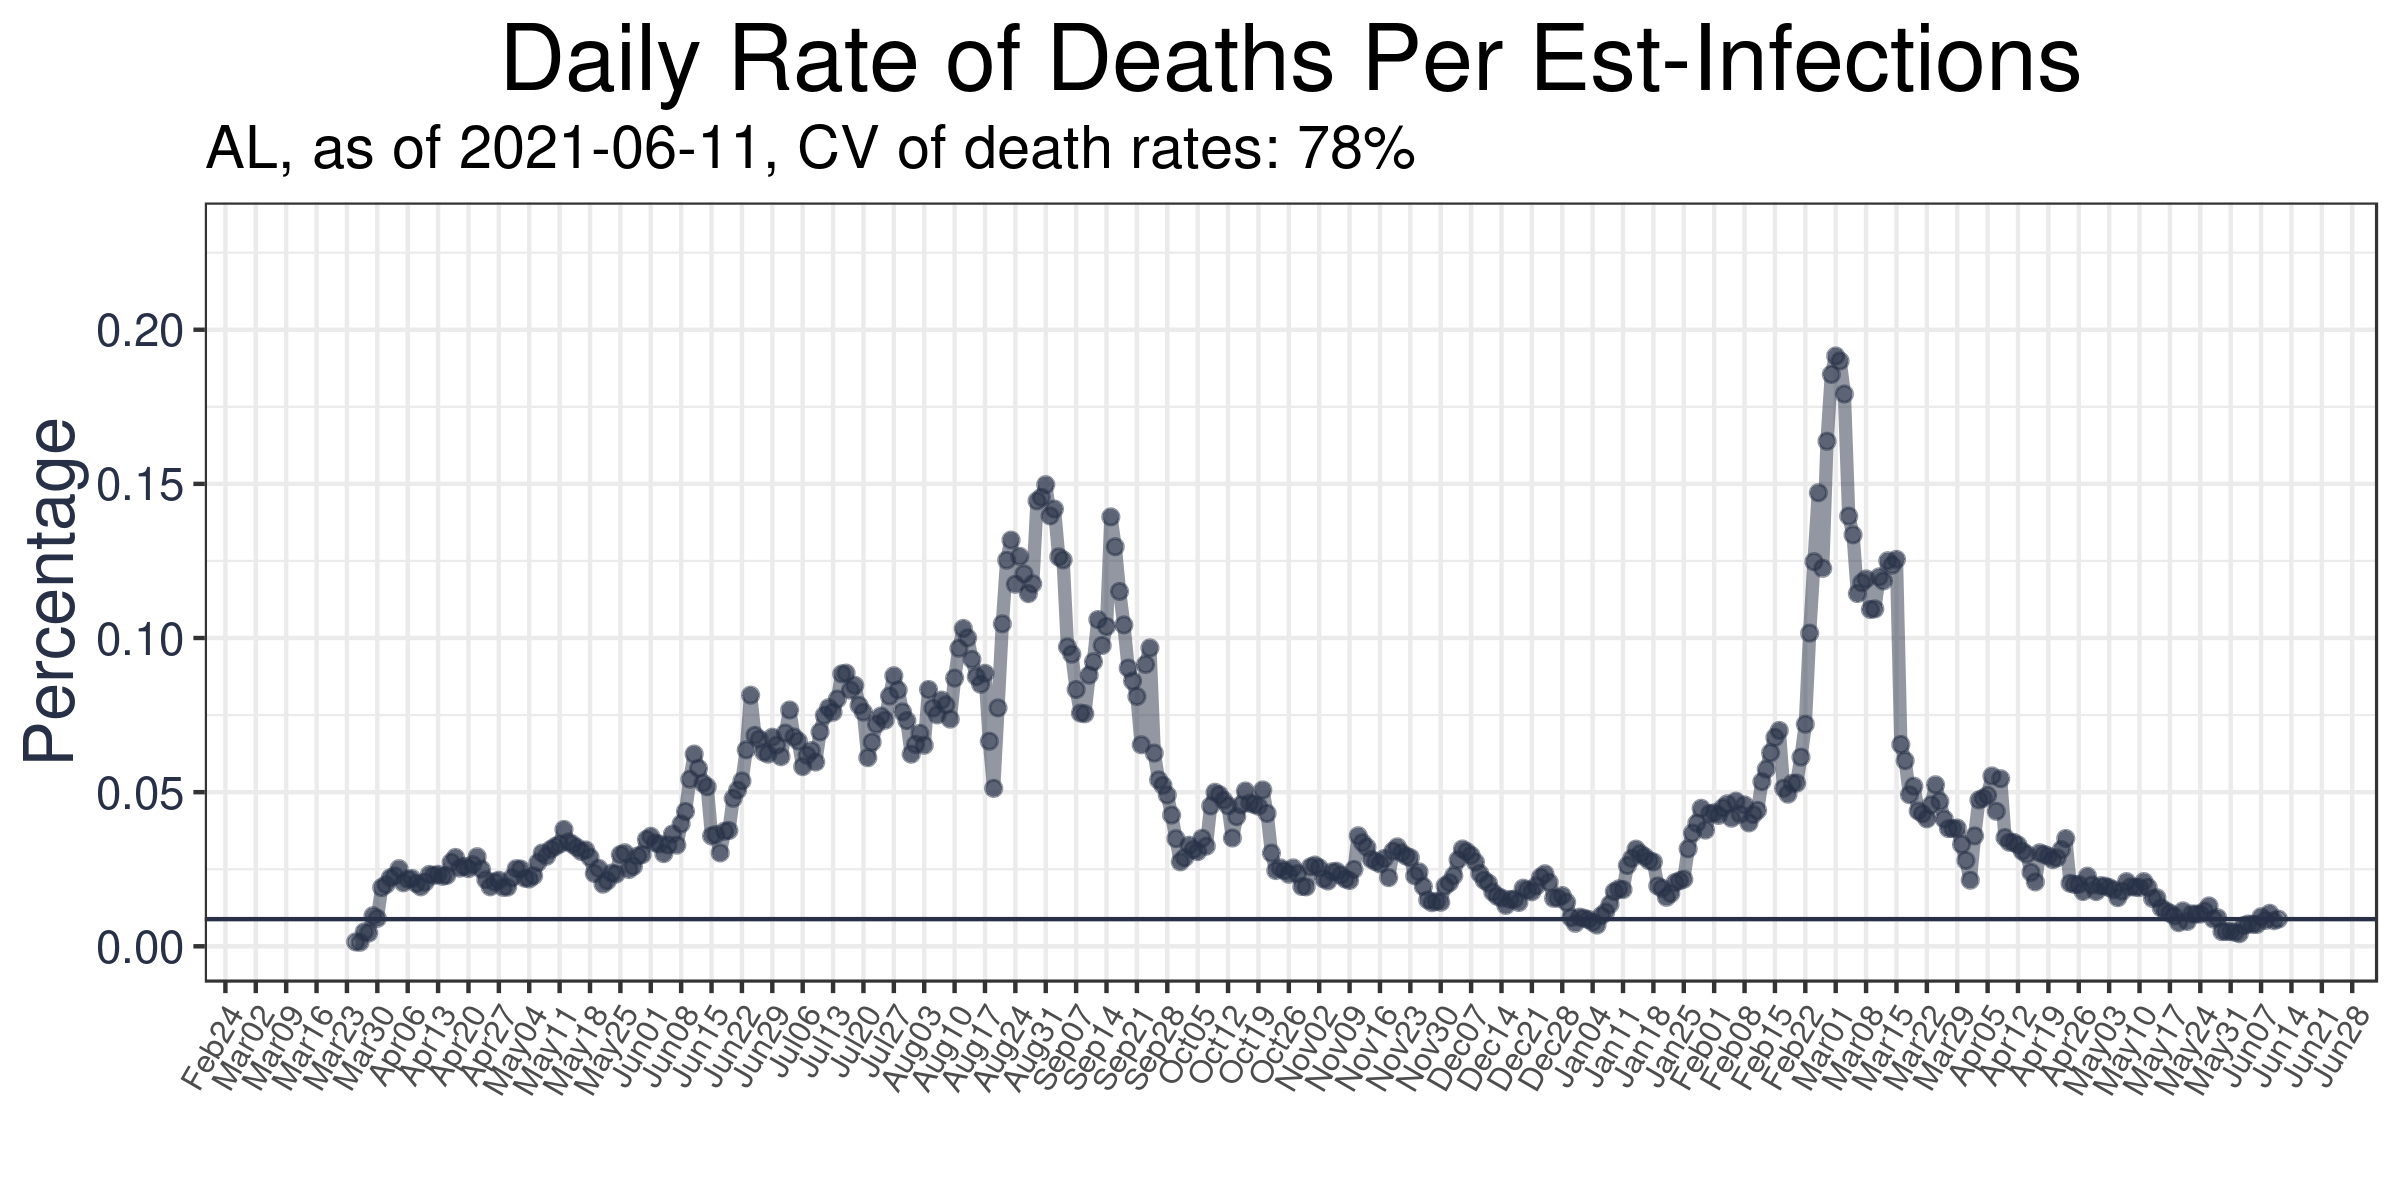 Daily Rate of Deaths Per Est-Infections
AL, as of 2021-06-11, CV of death rates: 78%
Percentage
0.20
0.15
0.10
0.05
0.00
Feb24
Mar02
Mar09
Mar16
Mar23
Mar30
Apr06
Apr13
Apr20
Apr27
May04
May11
May18
May25
Jun01
Jun08
Jun15
Jun22
Jun29
Jul06
Jul13
Jul20
Jul27
Aug03
Aug10
Aug17
Aug24
Aug31
Sep07
Sep14
Sep21
Sep28
Oct05
Oct12
Oct19
Oct26
Nov02
Nov09
Nov16
Nov23
Nov30
Dec07
Dec14
Dec21
Dec28
Jan04
Jan11
Jan18
Jan25
Feb01
Feb08
Feb15
Feb22
Mar01
Mar08
Mar15
Mar22
Mar29
Apr05
Apr12
Apr19
Apr26
May03
May10
May17
May24
May31
Jun07
Jun14
Jun21
Jun28